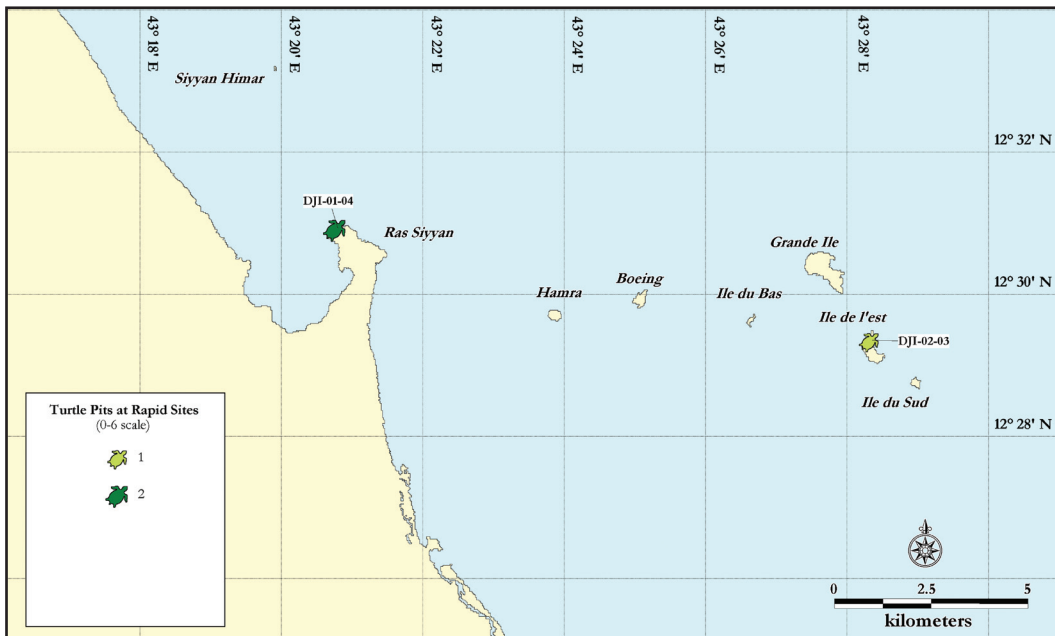 43° 18' E
43° 20' E
43° 22' E
43° 24' E
43° 26' E
43° 28' E
Siyyan Himar
12° 32' N
DJI-01-04
Ras Siyyan
Grande Ile
Boeing
12° 30' N
Hamra
Ile du Bas
Ile de l'est
DJI-02-03
Ile du Sud
Turtle Pits at Rapid Sites
(0-6 scale)
1
2
12° 28' N
0
2.5
5
kilometers